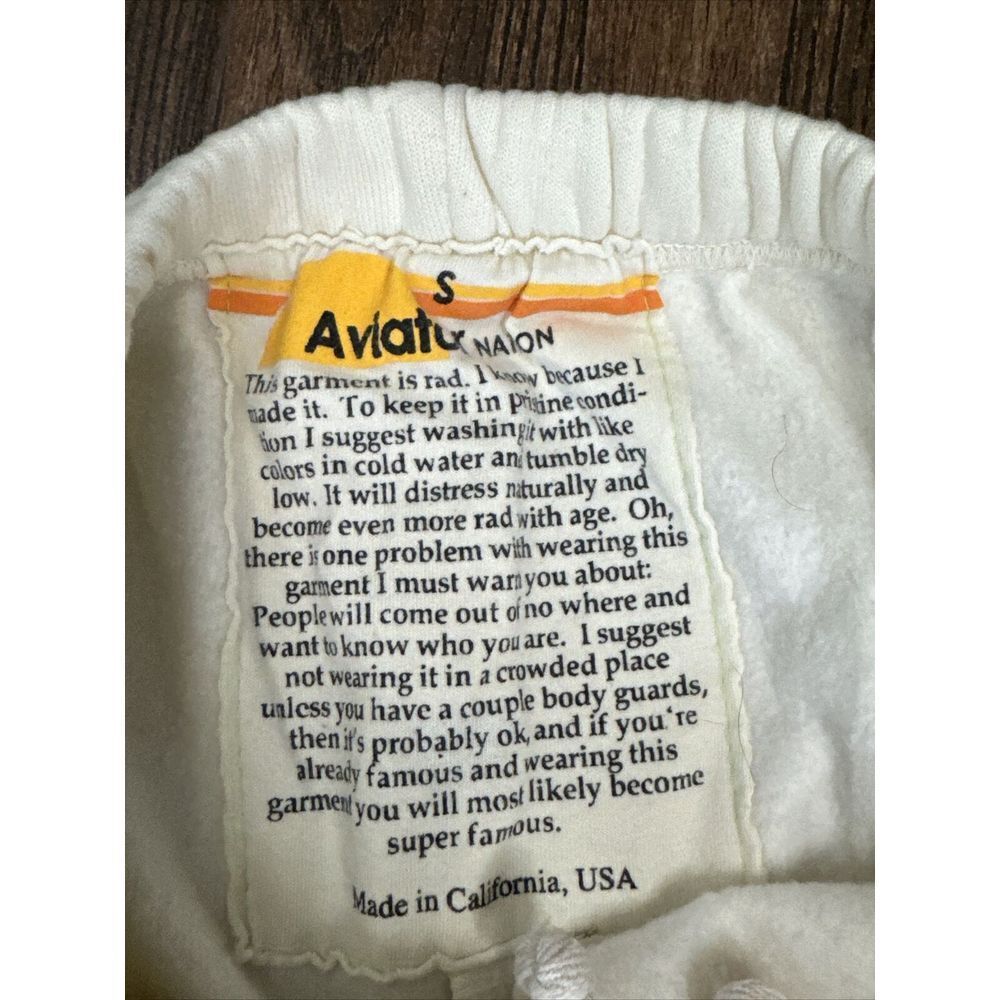 S
Aviator NATION
This garment is rad. I know because I
made it. To keep it in pristine condi-
tion I suggest washing it with like
colors in cold water and tumble dry
low. It will distress naturally and
become even more rad with age. Oh,
there is one problem with wearing this
garment I must warn you about:
People will come out of no where and
want to know who you are. I suggest
not wearing it in a crowded place
unless you have a couple body guards,
then it's probably ok, and if you're
already famous and wearing this
garment you will most likely become
super famous.
Made in California, USA